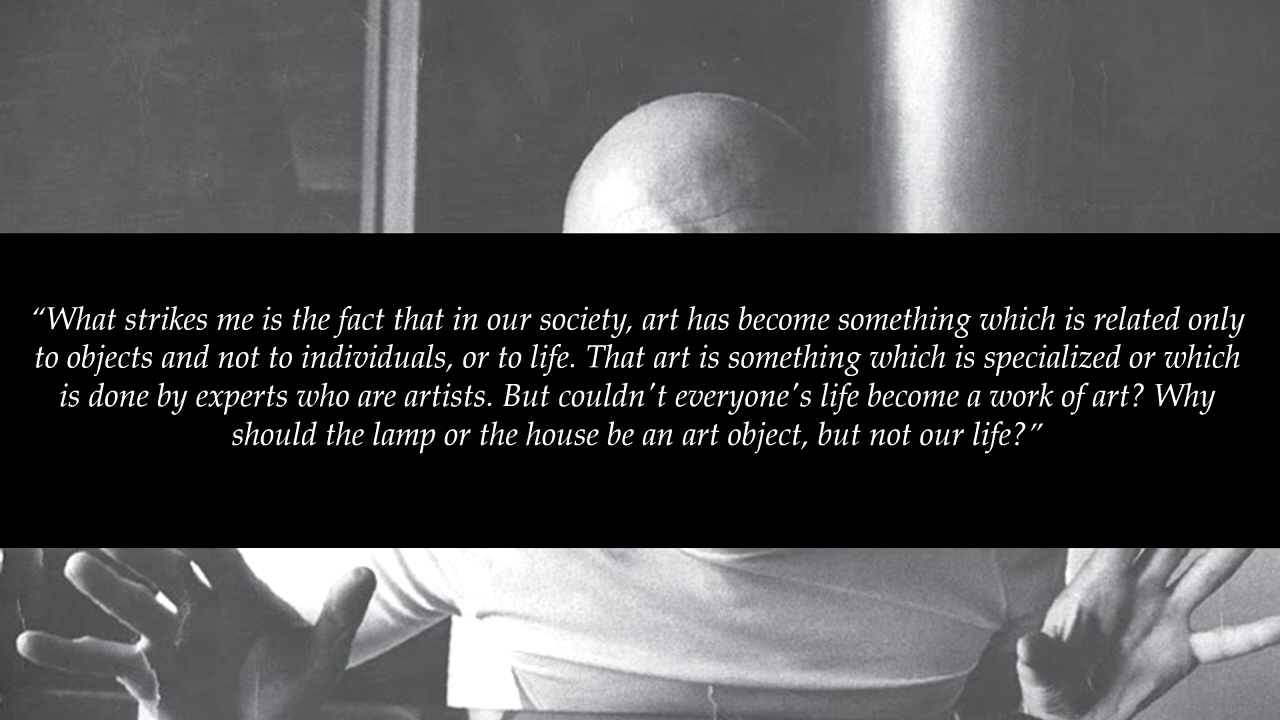 “What strikes me is the fact that in our society, art has become something which is related only
to objects and not to individuals, or to life. That art is something which is specialized or which
is done by experts who are artists. But couldn't everyone's life become a work of art? Why
should the lamp or the house be an art object, but not our life?”